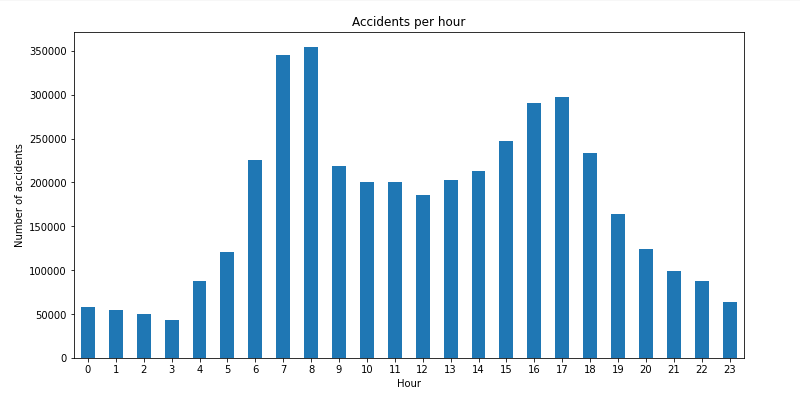 Accidents per hour
350000
300000
250000
200000
150000
100000
50000
0
Number of accidents
0 1 2 3 4 5 6 7 8 9 10 11 12 13 14 15 16 17 18 19 20 21 22 23
Hour